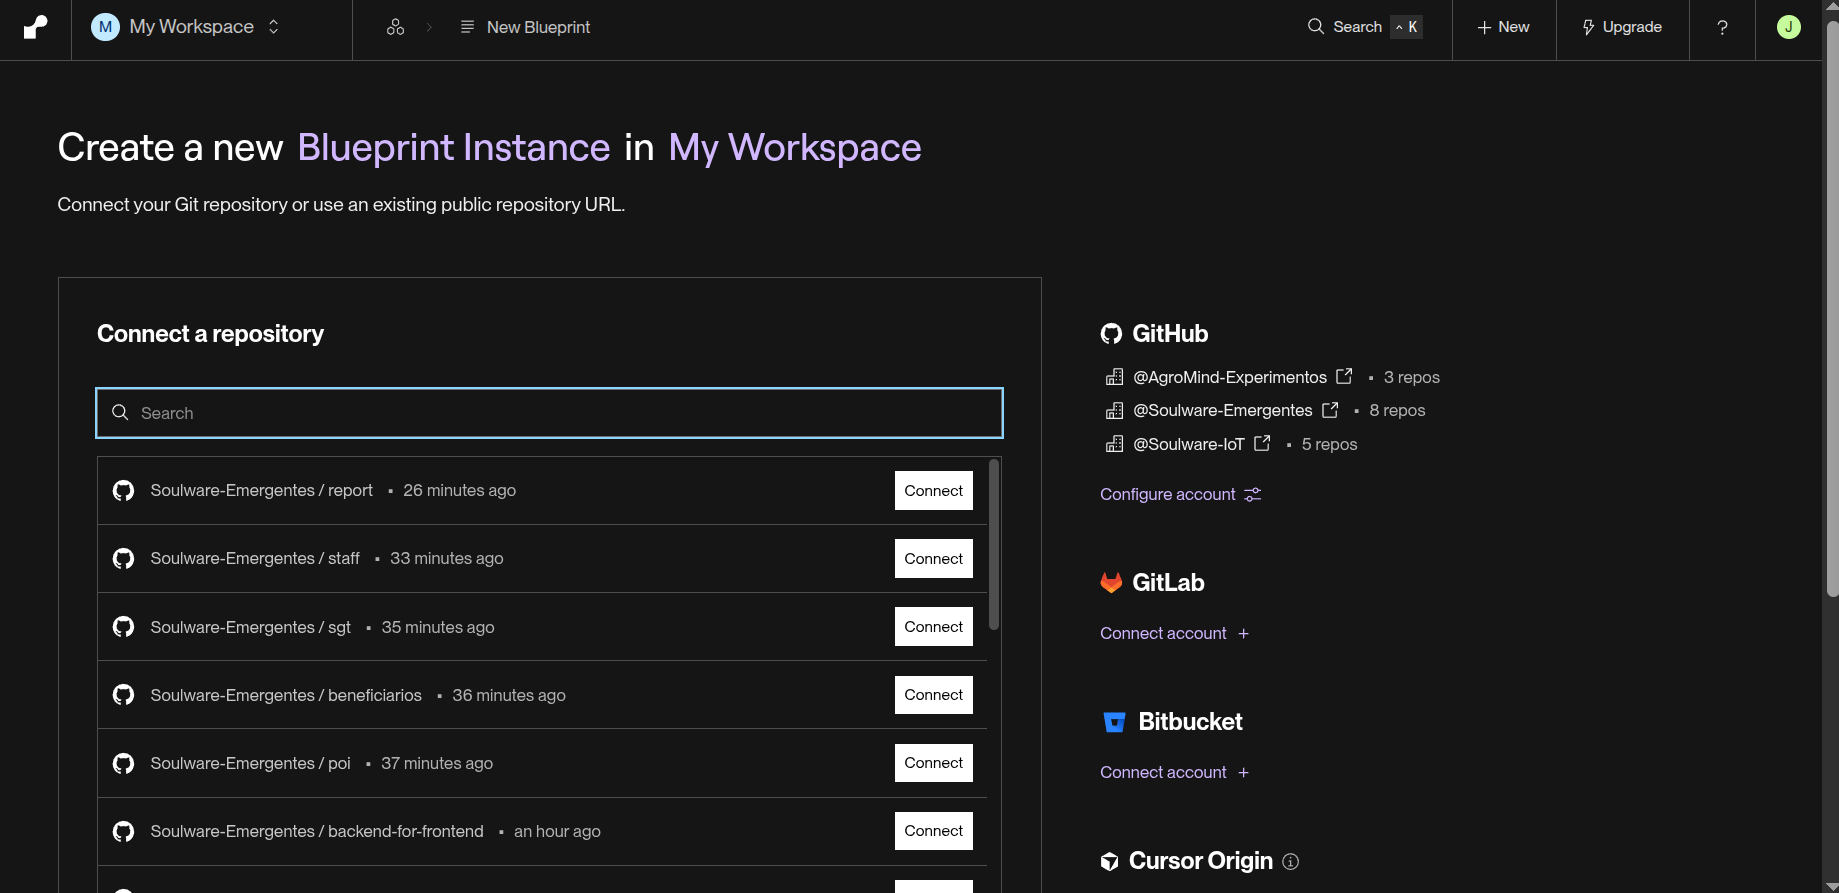 M My Workspace
New Blueprint
Search ^ K
+ New
Upgrade
?
J
Create a new Blueprint Instance in My Workspace
Connect your Git repository or use an existing public repository URL.
Connect a repository
Search
Soulware-Emergentes / report ▪ 26 minutes ago Connect
Soulware-Emergentes / staff ▪ 33 minutes ago Connect
Soulware-Emergentes / sgt ▪ 35 minutes ago Connect
Soulware-Emergentes / beneficiarios ▪ 36 minutes ago Connect
Soulware-Emergentes / poi ▪ 37 minutes ago Connect
Soulware-Emergentes / backend-for-frontend ▪ an hour ago Connect
GitHub
@AgroMind-Experimentos ▪ 3 repos
@Soulware-Emergentes ▪ 8 repos
@Soulware-IoT ▪ 5 repos
Configure account
GitLab
Connect account +
Bitbucket
Connect account +
Cursor Origin